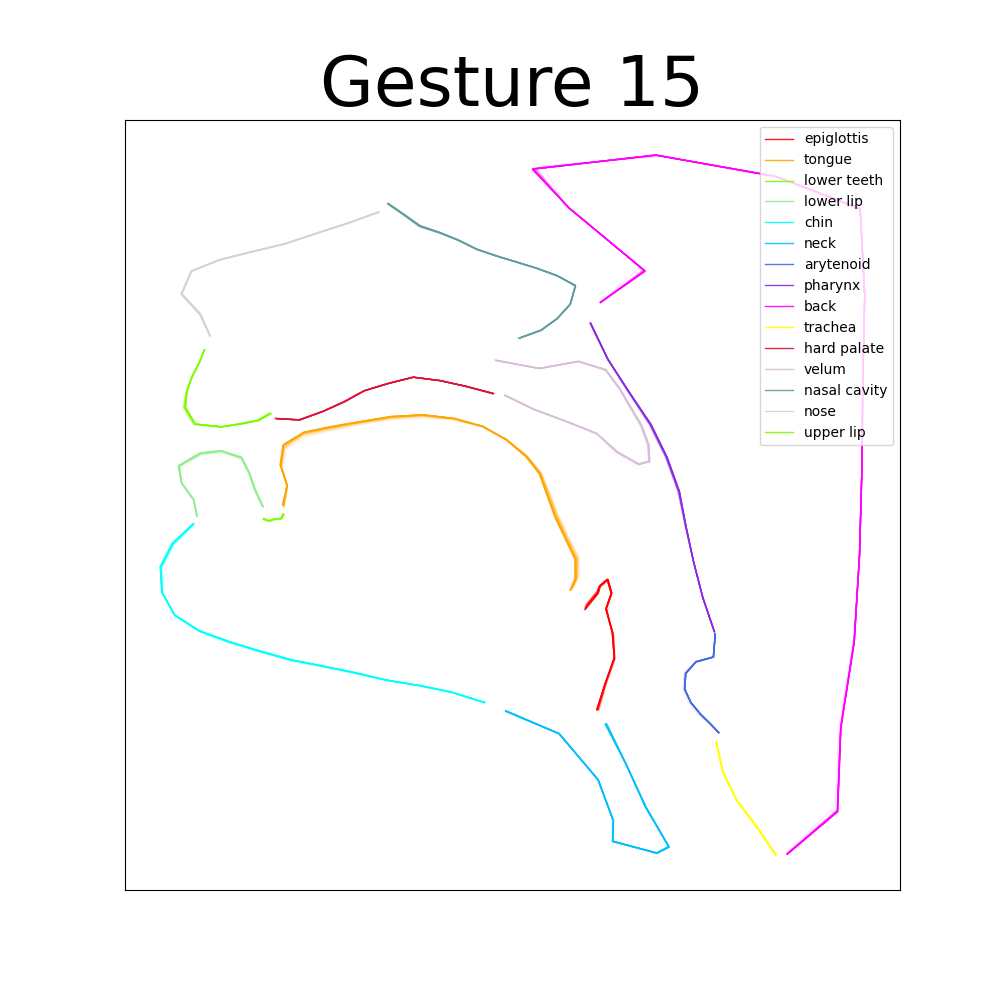 Gesture 15
epiglottis
tongue
lower teeth
lower lip
chin
neck
arytenoid
pharynx
back
trachea
hard palate
velum
nasal cavity
nose
upper lip